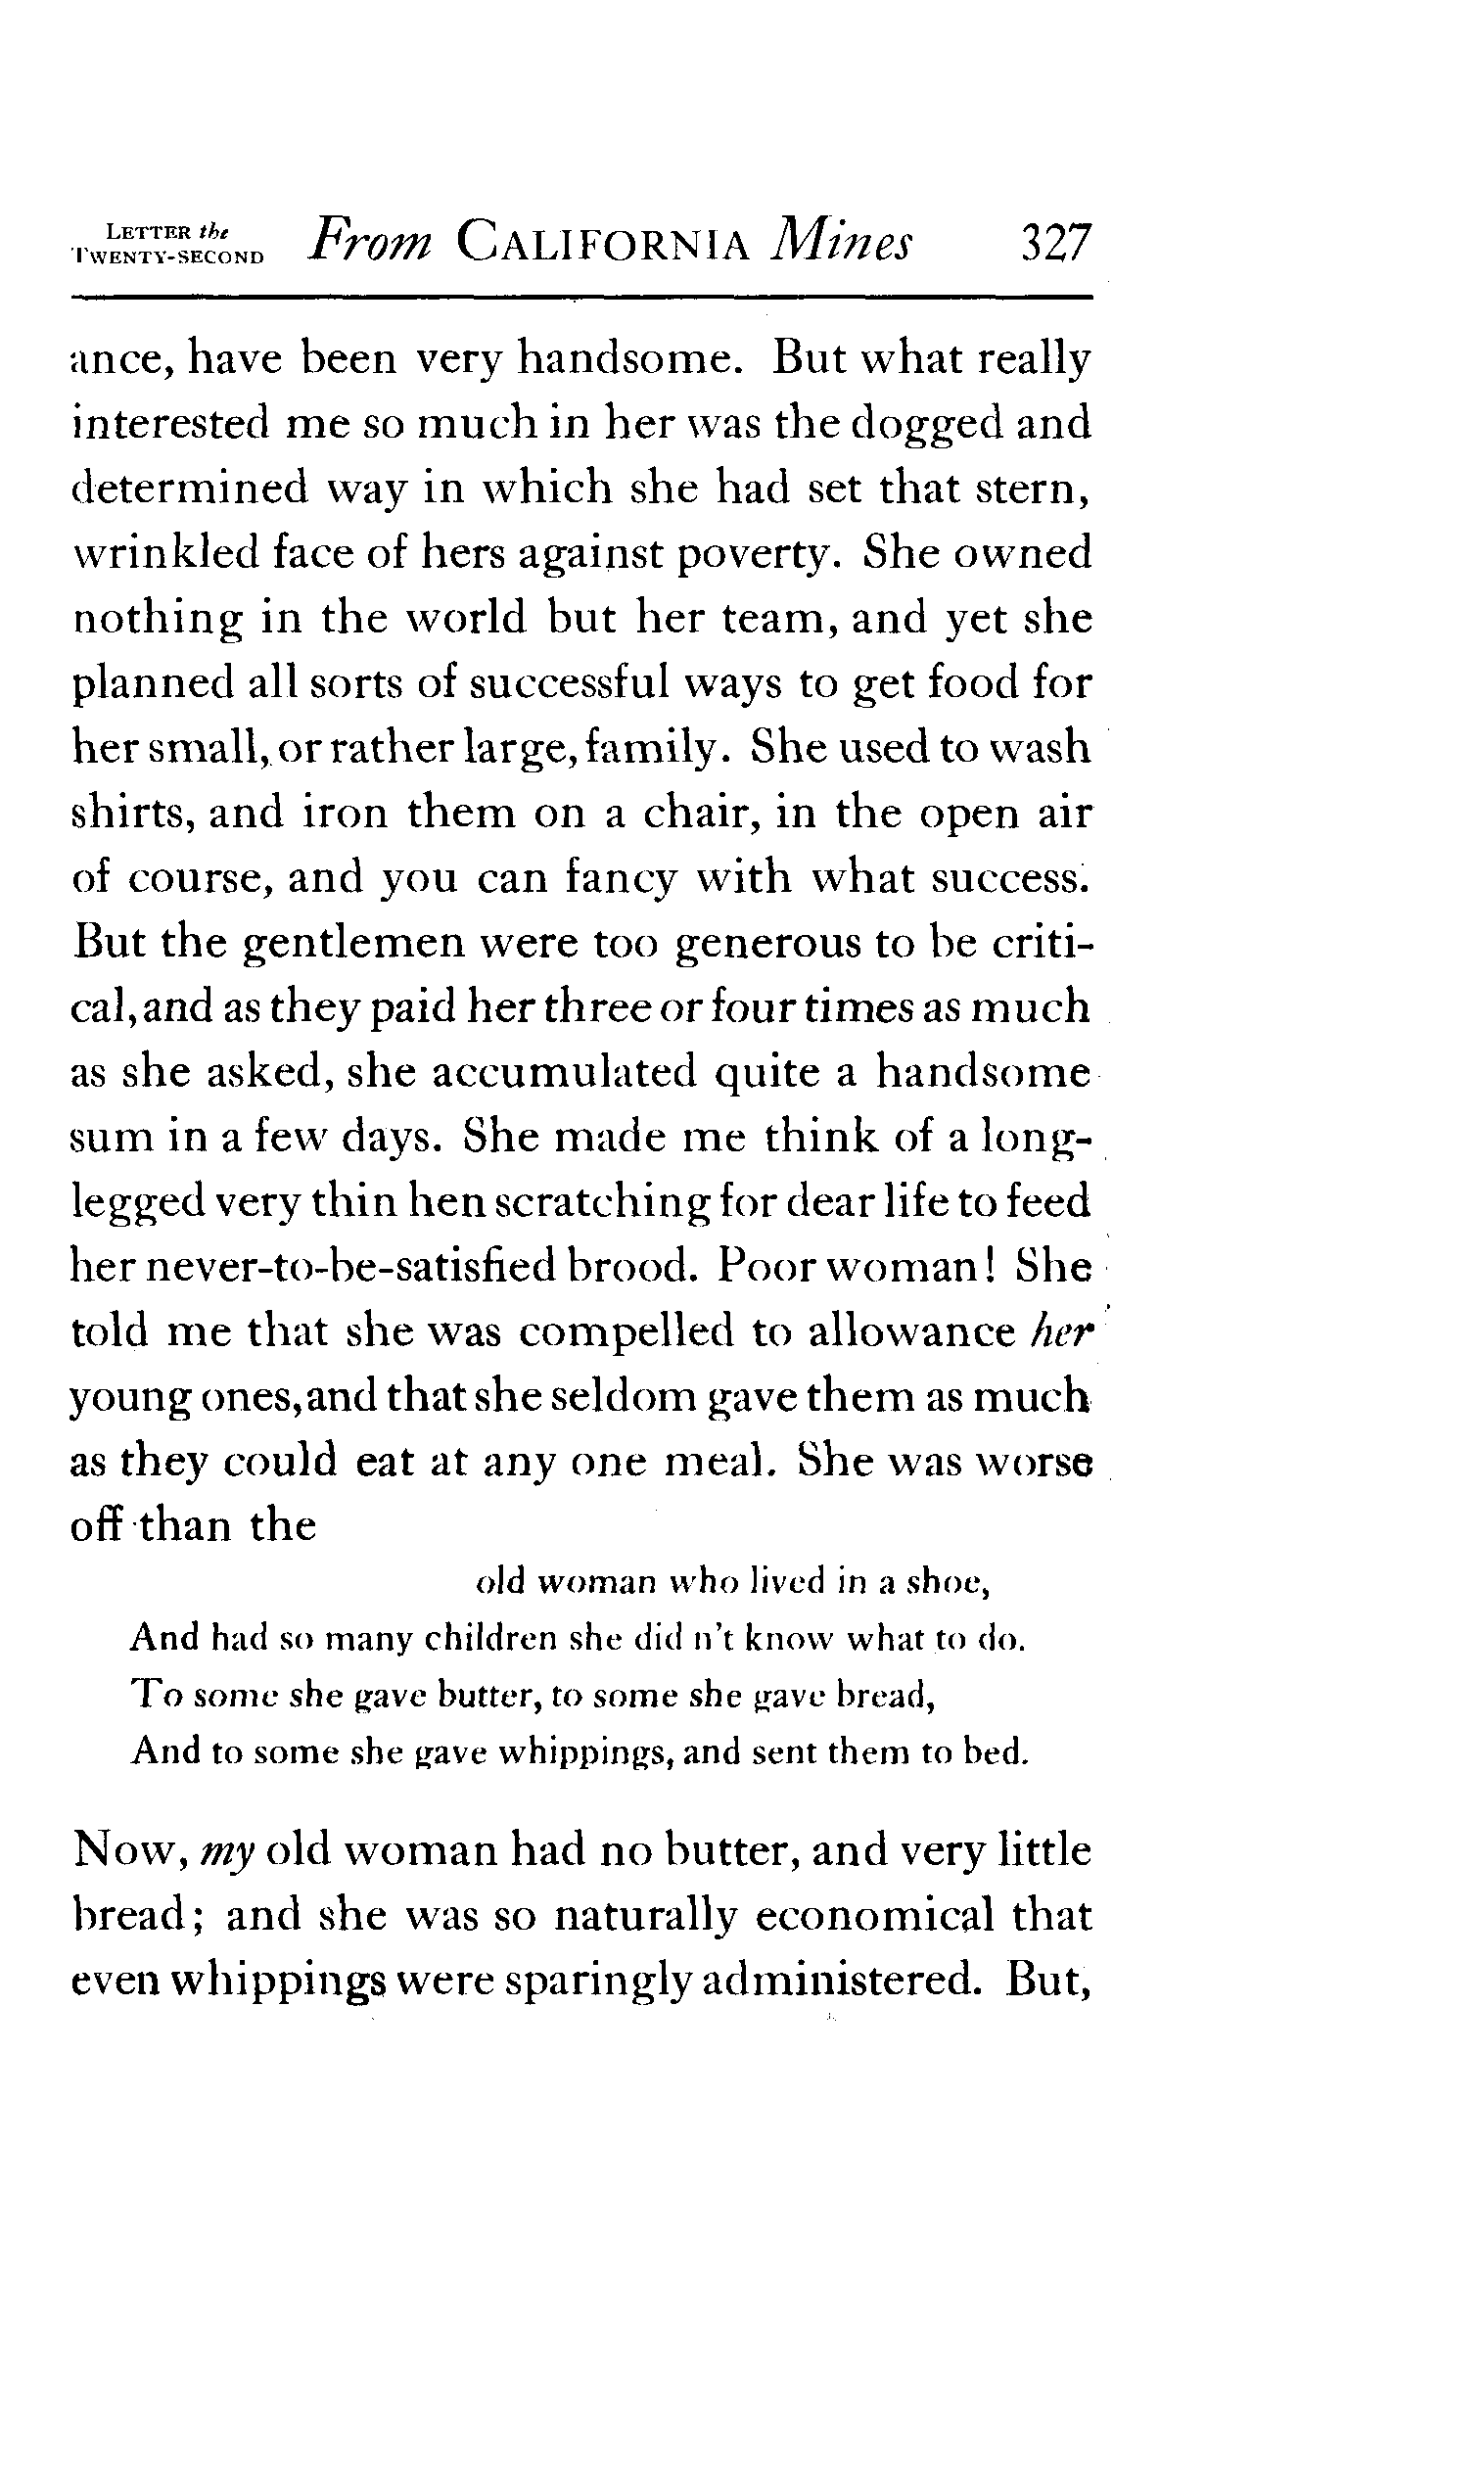 LETTER the
TWENTY-SECOND From CALIFORNIA Mines 327
ance, have been very handsome. But what really
interested me so much in her was the dogged and
determined way in which she had set that stern,
wrinkled face of hers against poverty. She owned
nothing in the world but her team, and yet she
planned all sorts of successful ways to get food for
her small, or rather large, family. She used to wash
shirts, and iron them on a chair, in the open air
of course, and you can fancy with what success.
But the gentlemen were too generous to be criti-
cal, and as they paid her three or four times as much
as she asked, she accumulated quite a handsome
sum in a few days. She made me think of a long-
legged very thin hen scratching for dear life to feed
her never-to-be-satisfied brood. Poor woman! She
told me that she was compelled to allowance her
young ones, and that she seldom gave them as much
as they could eat at any one meal. She was worse
off than the
old woman who lived in a shoe,
And had so many children she did n't know what to do.
To some she gave butter, to some she gave bread,
And to some she gave whippings, and sent them to bed.
Now, my old woman had no butter, and very little
bread; and she was so naturally economical that
even whippings were sparingly administered. But,